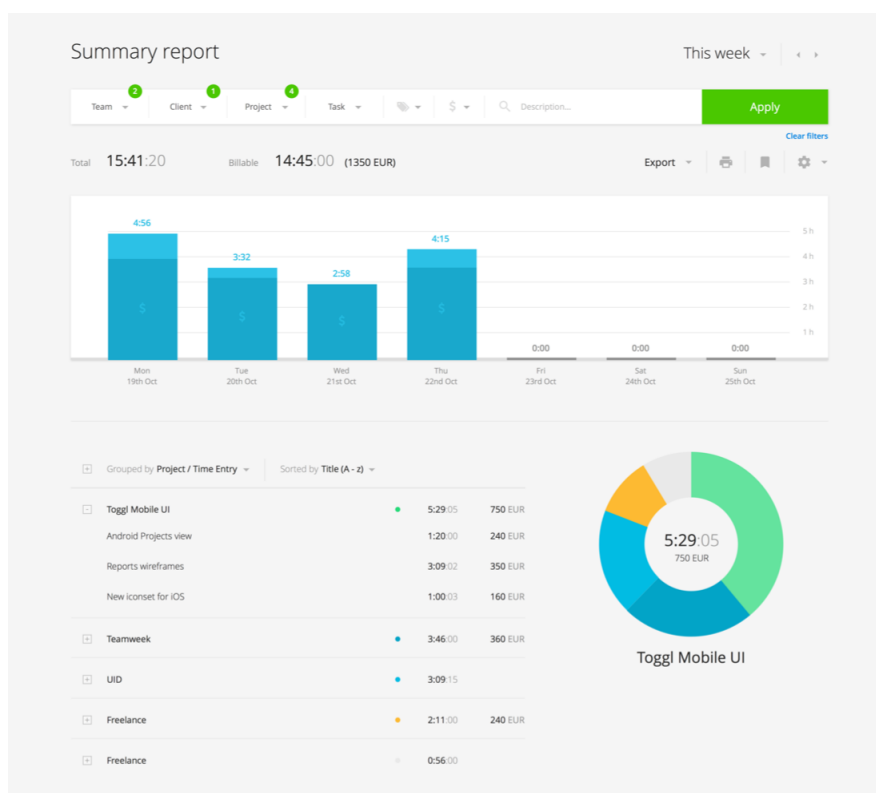 Summary report
This week
Team 2 Client 1 Project 4 Task $ Description... Apply
Clear filters
Total 15:41:20 Billable 14:45:00 (1350 EUR) Export
4:56
3:32
2:58
4:15
0:00
0:00
0:00
$
$
$
$
5 h
4 h
3 h
2 h
1 h
Mon
19th Oct
Tue
20th Oct
Wed
21st Oct
Thu
22nd Oct
Fri
23rd Oct
Sat
24th Oct
Sun
25th Oct
Grouped by Project / Time Entry Sorted by Title (A - z)
Toggl Mobile UI 5:29:05 750 EUR
Android Projects view 1:20:00 240 EUR
Reports wireframes 3:09:02 350 EUR
New iconset for iOS 1:00:03 160 EUR
Teamweek 3:46:00 360 EUR
UID 3:09:15
Freelance 2:11:00 240 EUR
Freelance 0:56:00
5:29:05
750 EUR
Toggl Mobile UI